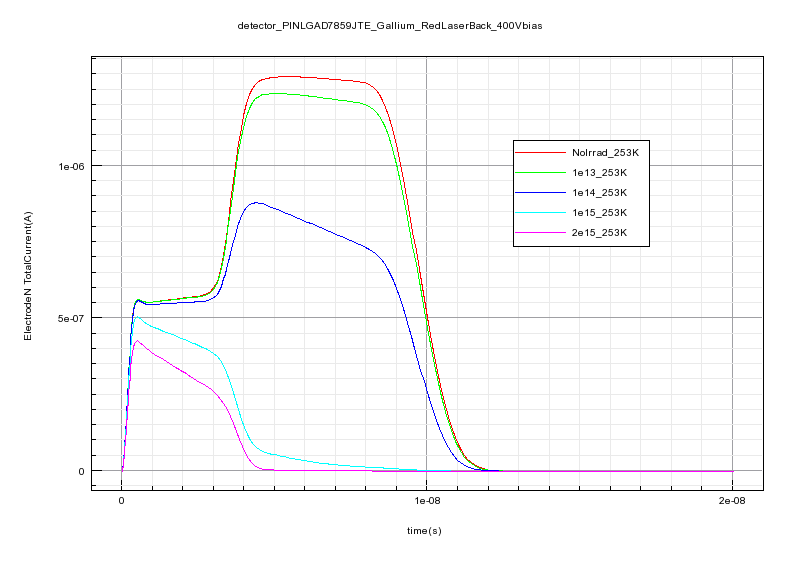 detector_PINLGAD7859JTE_Gallium_RedLaserBack_400Vbias
NoIrrad_253K
1e13_253K
1e14_253K
1e15_253K
2e15_253K
ElectrodeN TotalCurrent(A)
1e-06
5e-07
0
0
1e-08
2e-08
time(s)